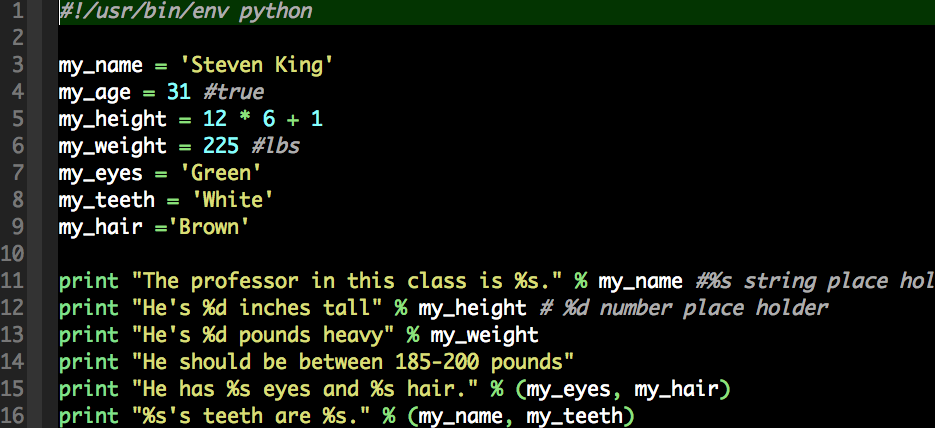 1 #!/usr/bin/env python
2
3 my_name = 'Steven King'
4 my_age = 31 #true
5 my_height = 12 * 6 + 1
6 my_weight = 225 #lbs
7 my_eyes = 'Green'
8 my_teeth = 'White'
9 my_hair ='Brown'
10
11 print "The professor in this class is %s." % my_name #%s string place hol
12 print "He's %d inches tall" % my_height # %d number place holder
13 print "He's %d pounds heavy" % my_weight
14 print "He should be between 185-200 pounds"
15 print "He has %s eyes and %s hair." % (my_eyes, my_hair)
16 print "%s's teeth are %s." % (my_name, my_teeth)